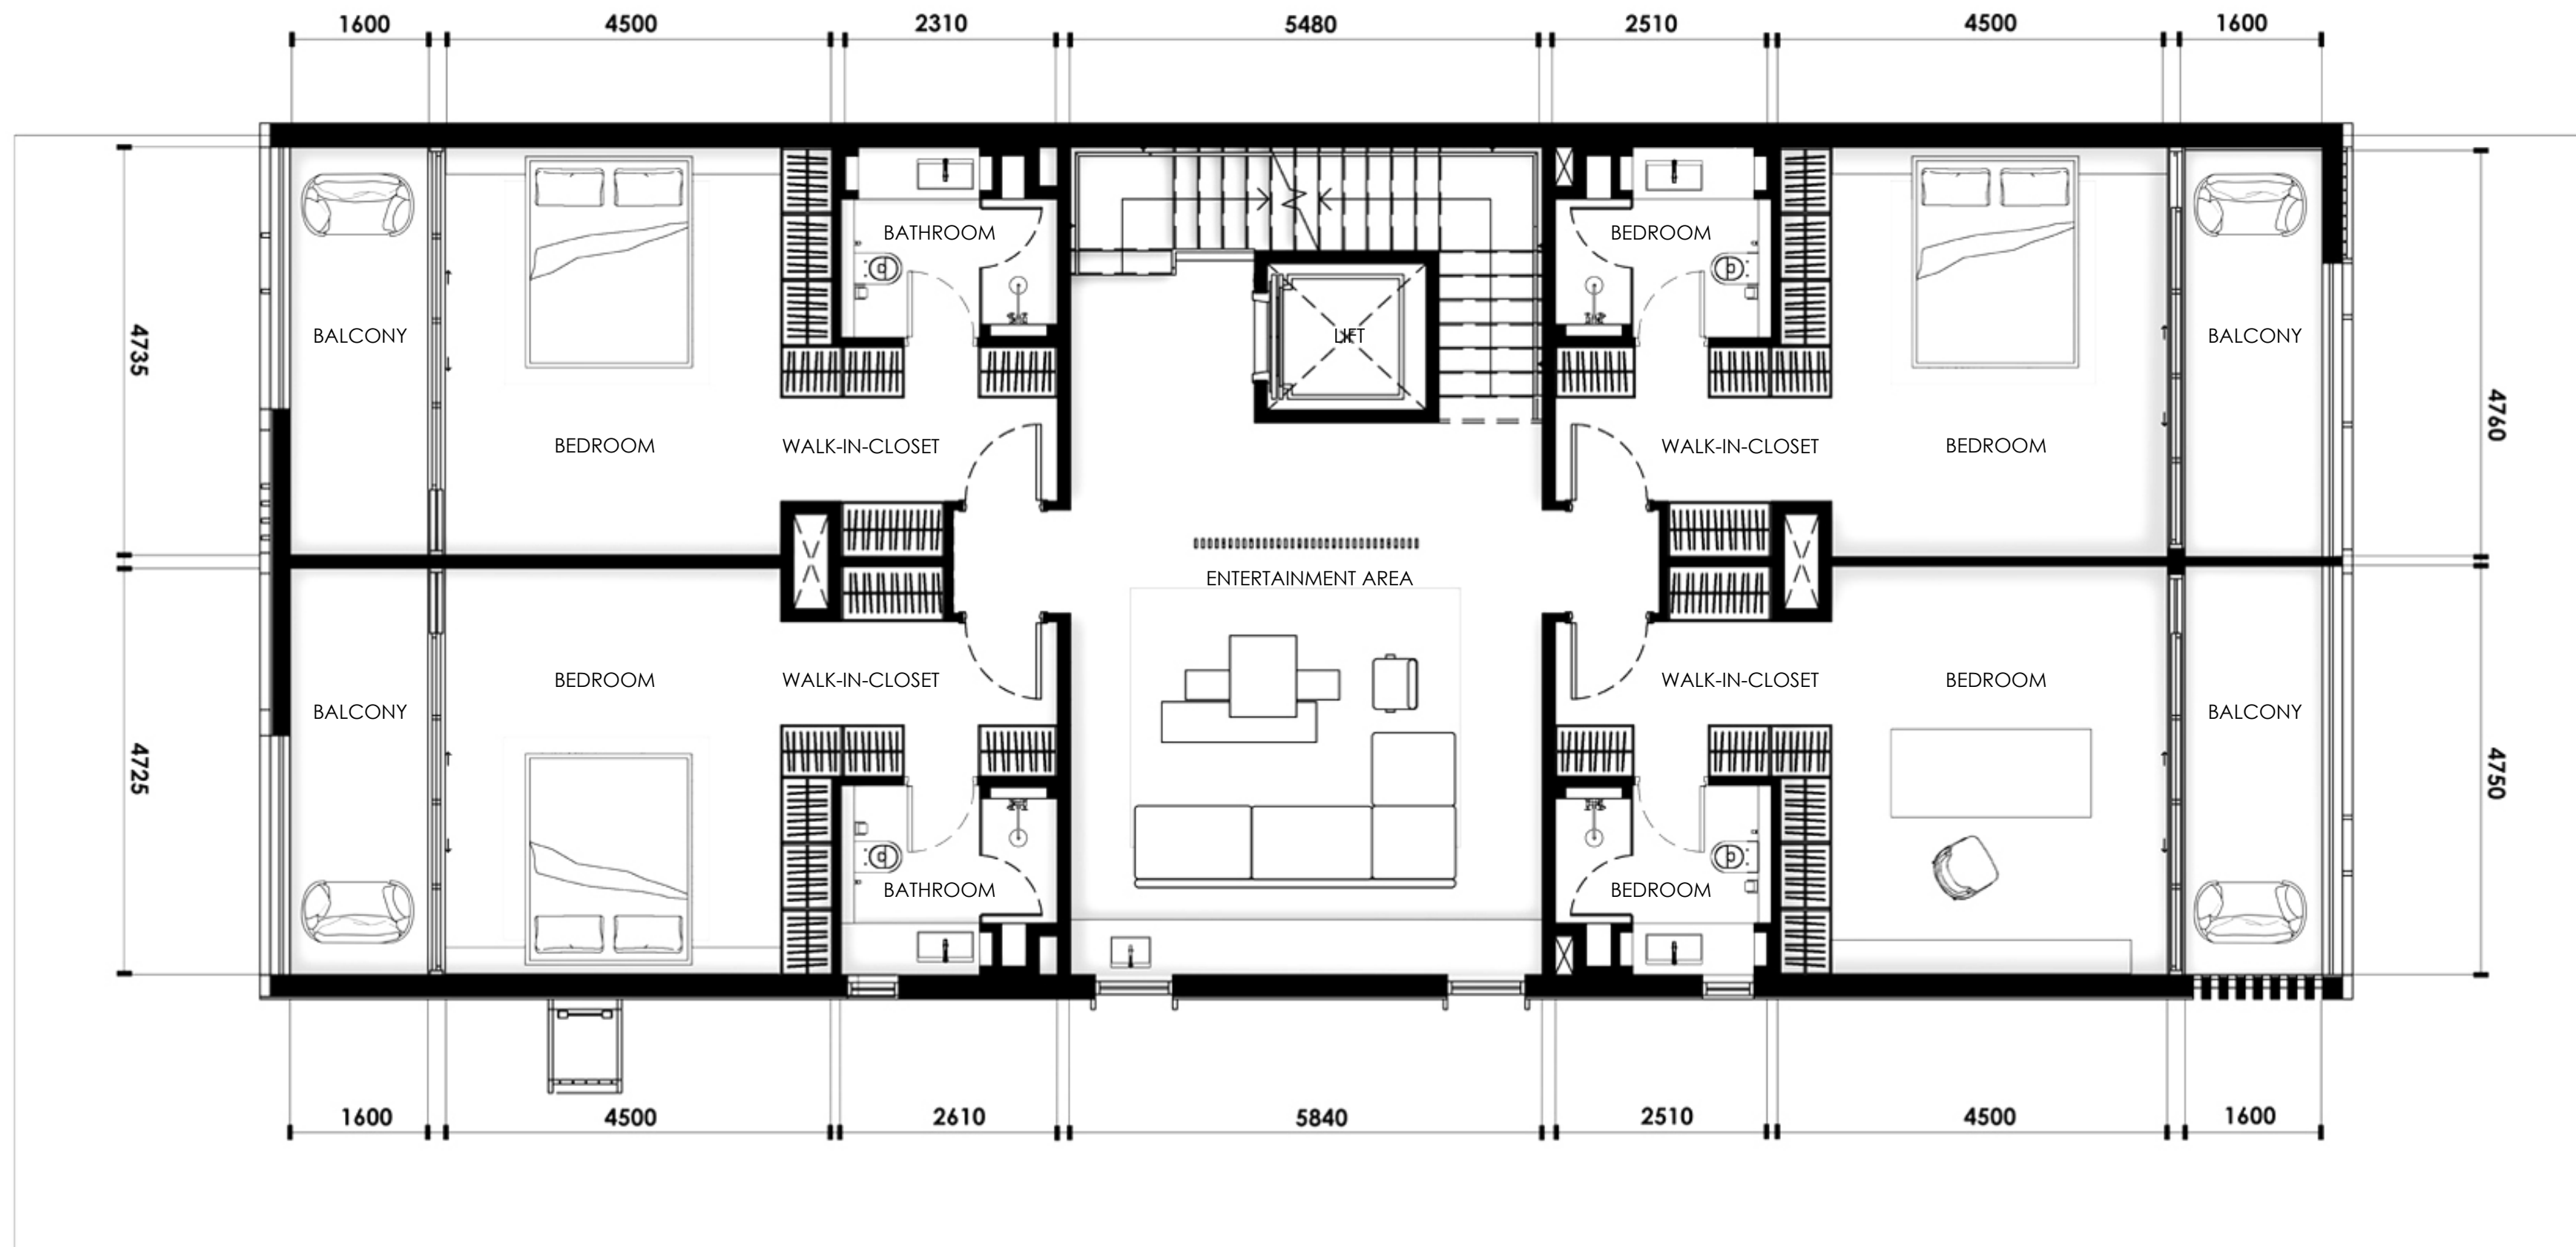 1600 4500 2310 5480 2510 4500 1600
BATHROOM BEDROOM
4735 BALCONY LIFT BALCONY
4760
BEDROOM WALK-IN-CLOSET WALK-IN-CLOSET BEDROOM
ENTERTAINMENT AREA
BEDROOM WALK-IN-CLOSET WALK-IN-CLOSET BEDROOM
BALCONY BALCONY
4725 4750
BATHROOM BEDROOM
1600 4500 2610 5840 2510 4500 1600